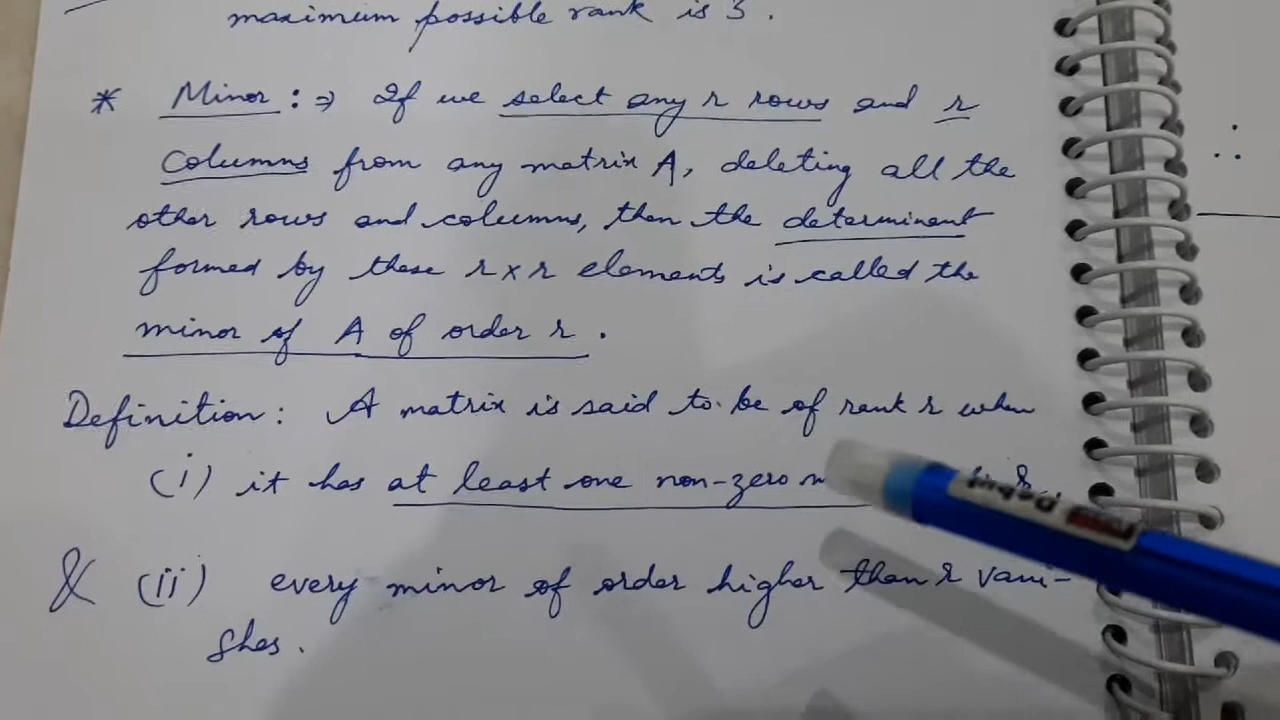 maximum possible rank is 3.
* Minor :⇒ If we select any r rows and r
columns from any matrix A, deleting all the
other rows and columns, then the determinant
formed by these r×r elements is called the
minor of A of order r.
Definition: A matrix is said to be of rank r when
(i) it has at least one non-zero r
& (ii) every minor of order higher than r vani-
shes.